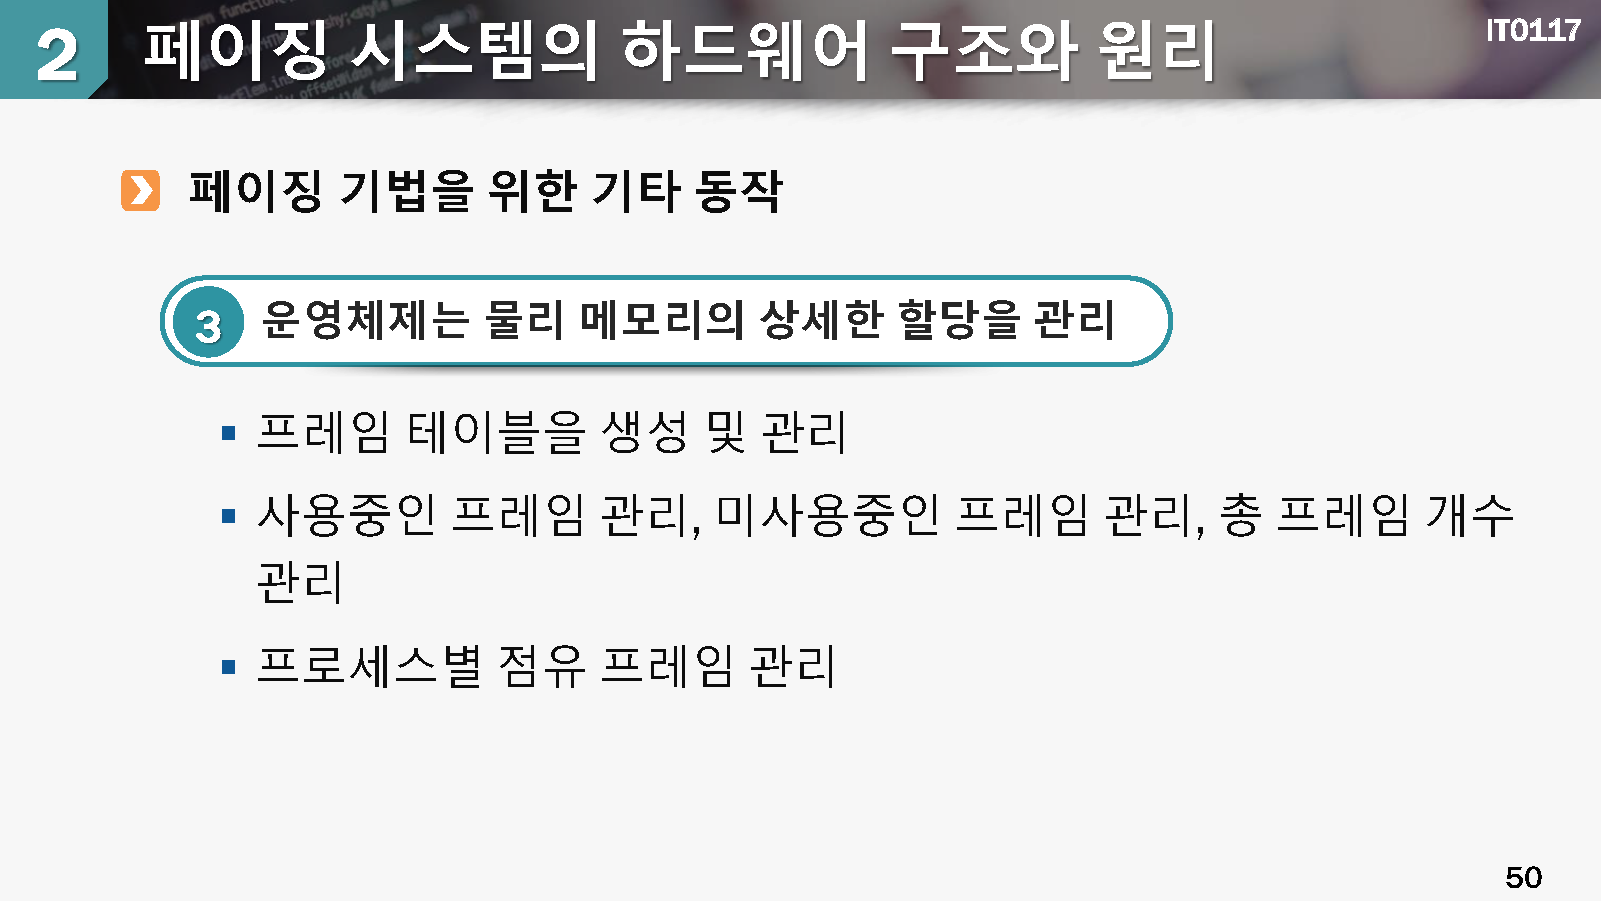 2 페이징 시스템의 하드웨어 구조와 원리
IT0117
페이징 기법을 위한 기타 동작
3 운영체제는 물리 메모리의 상세한 할당을 관리
▪ 프레임 테이블을 생성 및 관리
▪ 사용중인 프레임 관리, 미사용중인 프레임 관리, 총 프레임 개수
관리
▪ 프로세스별 점유 프레임 관리
50